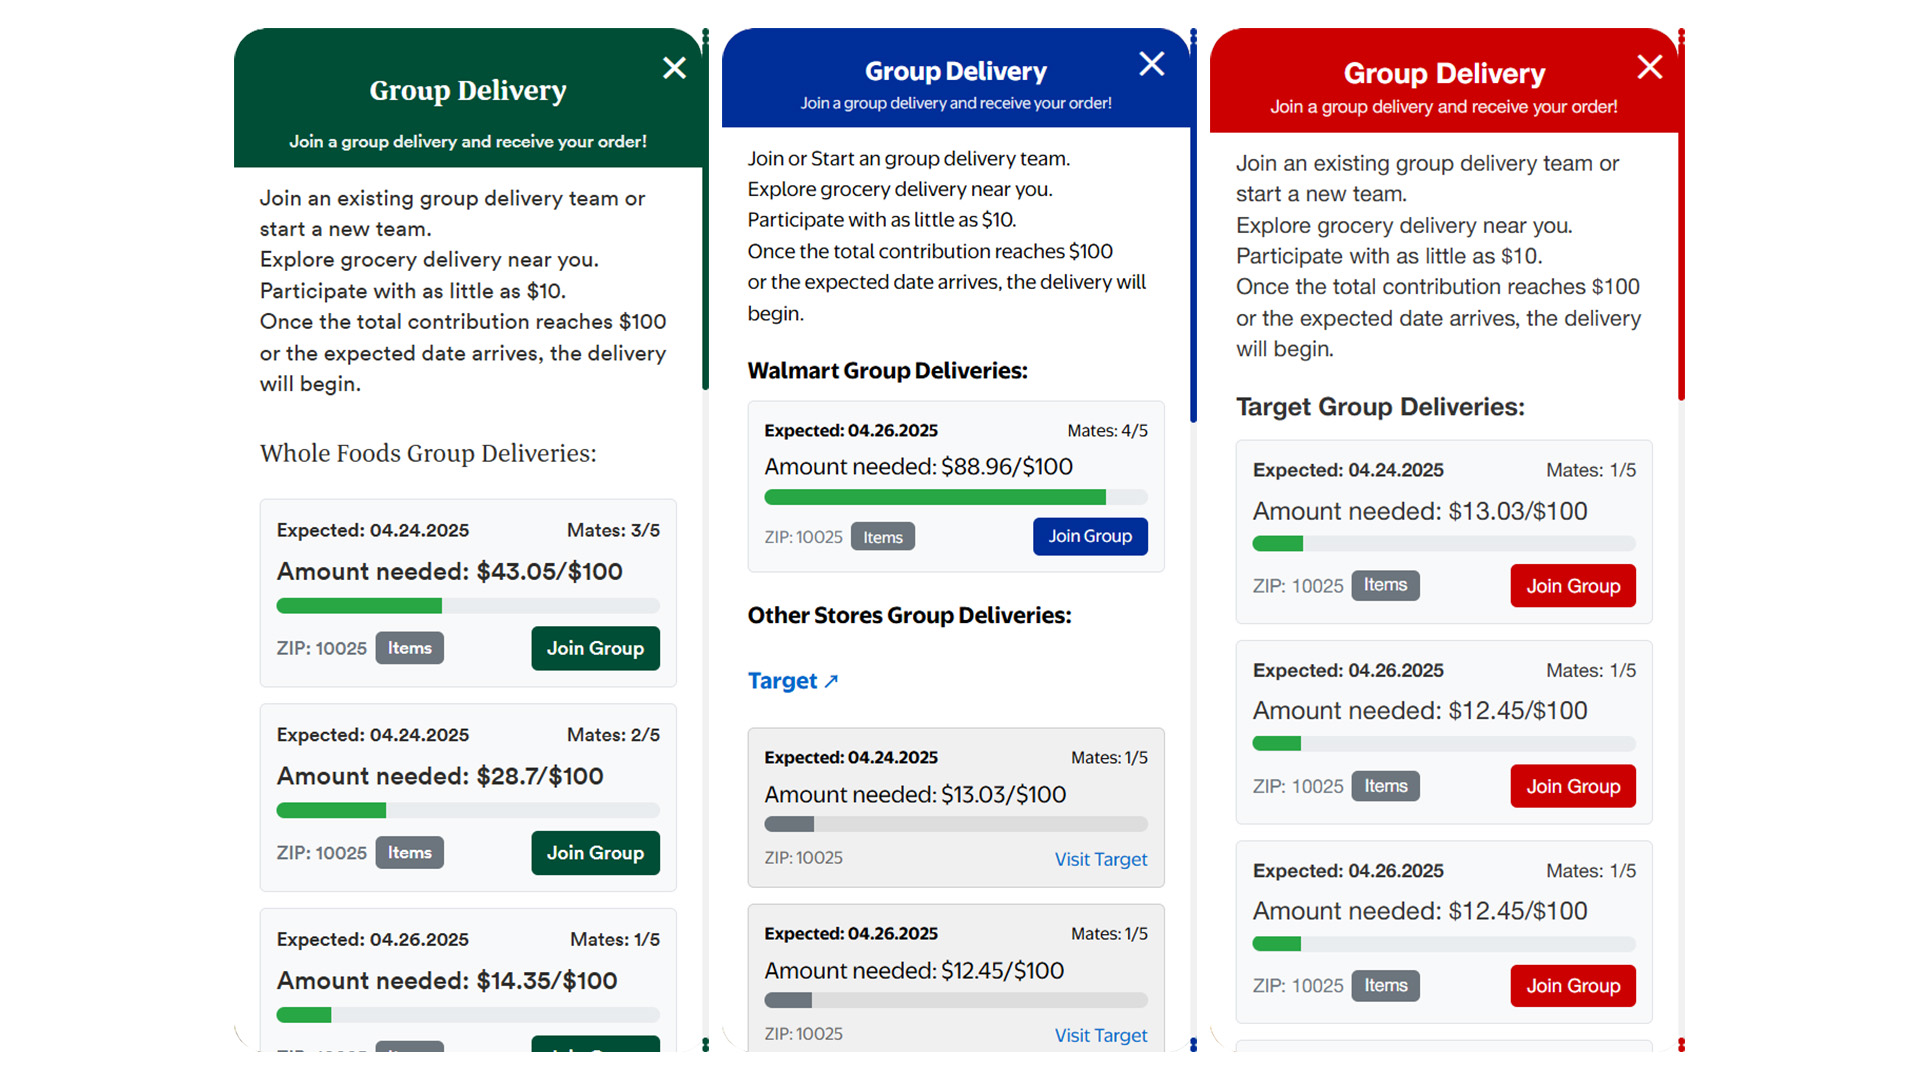 Group Delivery
Join a group delivery and receive your order!
Join an existing group delivery team or
start a new team.
Explore grocery delivery near you.
Participate with as little as $10.
Once the total contribution reaches $100
or the expected date arrives, the delivery
will begin.
Whole Foods Group Deliveries:
Expected: 04.24.2025 Mates: 3/5
Amount needed: $43.05/$100
ZIP: 10025 Items Join Group
Expected: 04.24.2025 Mates: 2/5
Amount needed: $28.7/$100
ZIP: 10025 Items Join Group
Expected: 04.26.2025 Mates: 1/5
Amount needed: $14.35/$100
Group Delivery
Join a group delivery and receive your order!
Join or Start an group delivery team.
Explore grocery delivery near you.
Participate with as little as $10.
Once the total contribution reaches $100
or the expected date arrives, the delivery will
begin.
Walmart Group Deliveries:
Expected: 04.26.2025 Mates: 4/5
Amount needed: $88.96/$100
ZIP: 10025 Items Join Group
Other Stores Group Deliveries:
Target ↗
Expected: 04.24.2025 Mates: 1/5
Amount needed: $13.03/$100
ZIP: 10025 Visit Target
Expected: 04.26.2025 Mates: 1/5
Amount needed: $12.45/$100
ZIP: 10025 Visit Target
Group Delivery
Join a group delivery and receive your order!
Join an existing group delivery team or
start a new team.
Explore grocery delivery near you.
Participate with as little as $10.
Once the total contribution reaches $100
or the expected date arrives, the delivery
will begin.
Target Group Deliveries:
Expected: 04.24.2025 Mates: 1/5
Amount needed: $13.03/$100
ZIP: 10025 Items Join Group
Expected: 04.26.2025 Mates: 1/5
Amount needed: $12.45/$100
ZIP: 10025 Items Join Group
Expected: 04.26.2025 Mates: 1/5
Amount needed: $12.45/$100
ZIP: 10025 Items Join Group